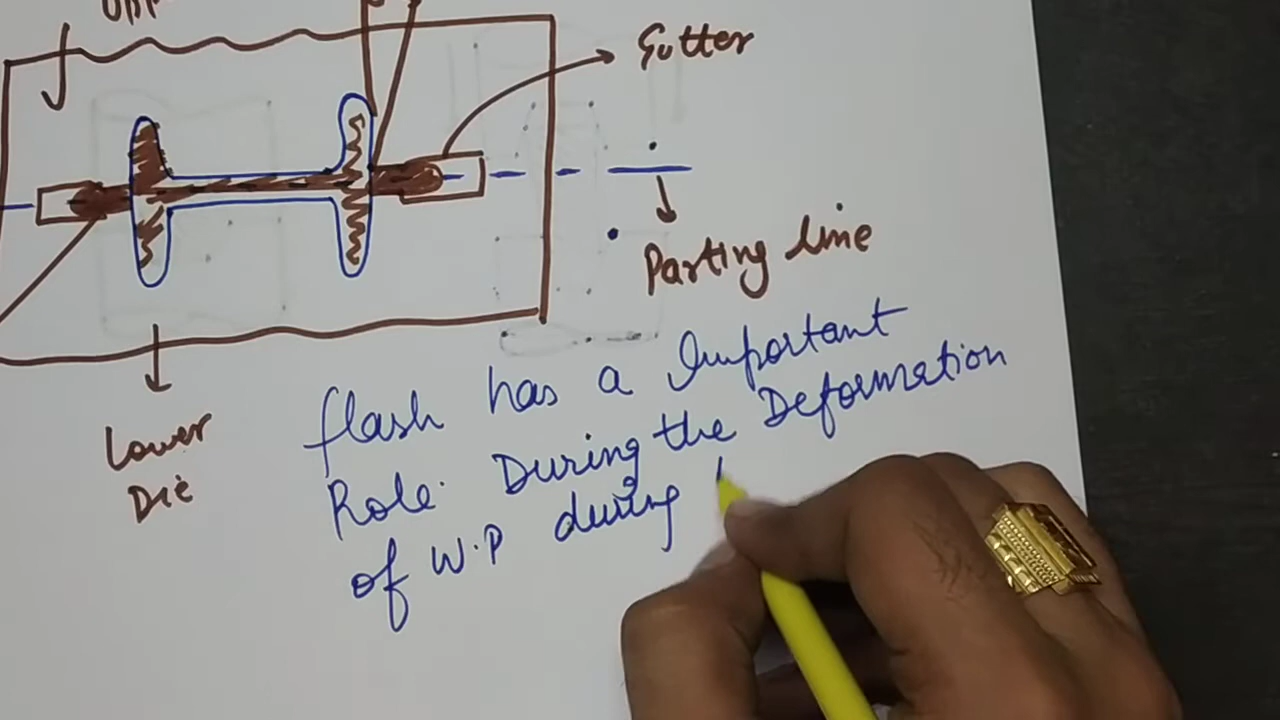 Gutter
Parting line
Lower
Die
flash has a Important
Role. During the Deformation
of W.P during